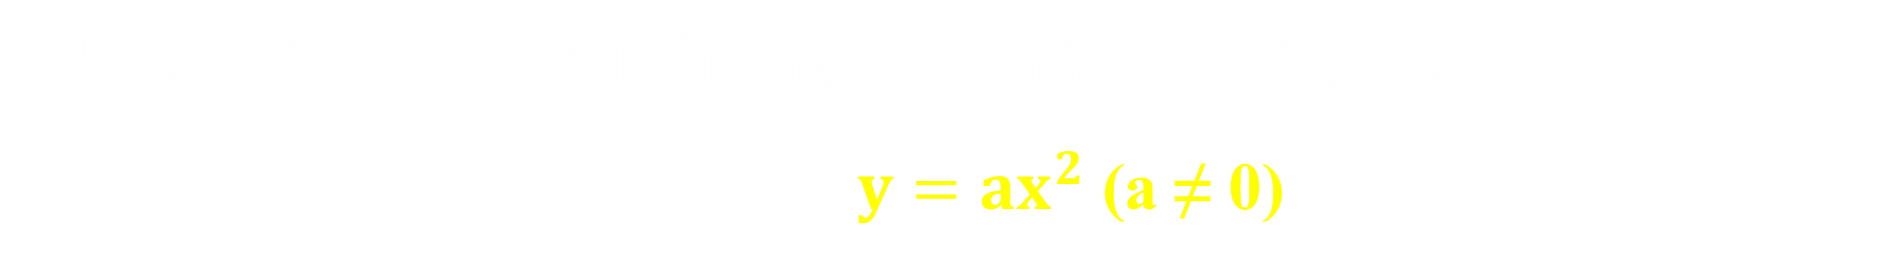 y = ax² (a ≠ 0)